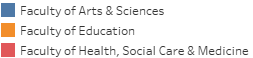 Faculty of Arts & Sciences
Faculty of Education
Faculty of Health, Social Care & Medicine